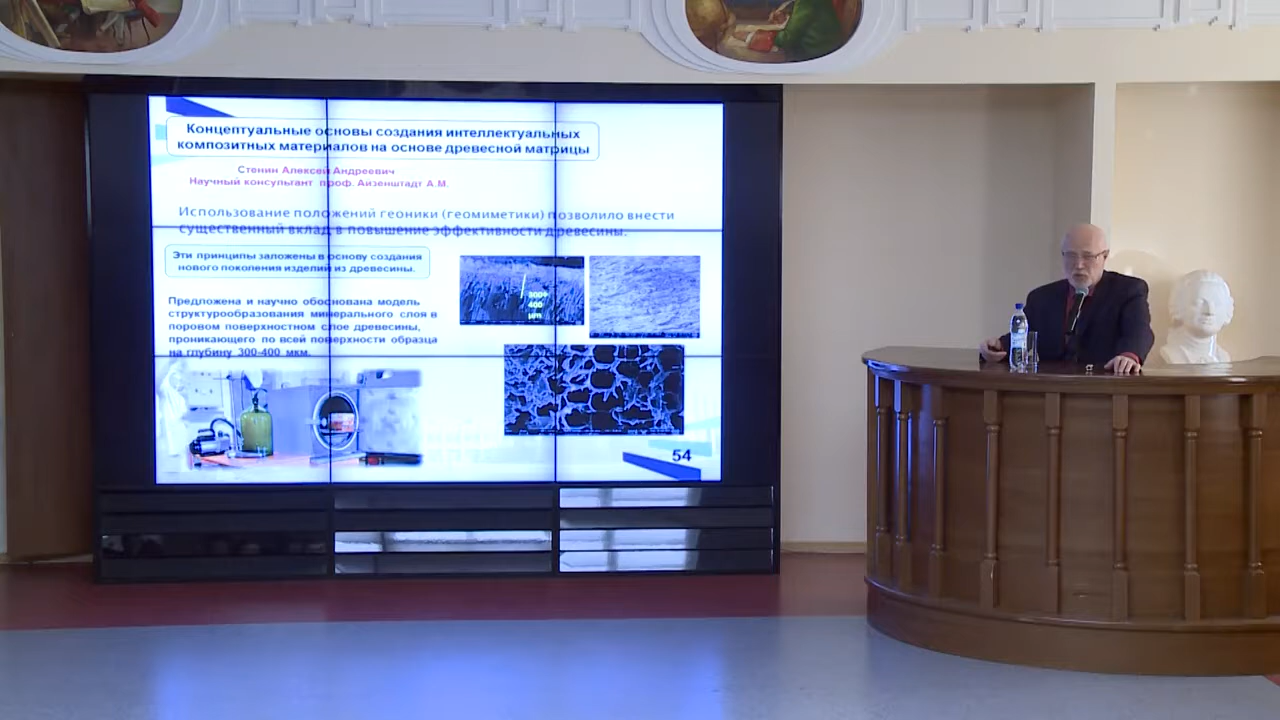 Концептуальные основы создания интеллектуальных
композитных материалов на основе древесной матрицы
Стенин Алексей Андреевич
Научный консультант проф. Айзенштадт А.М.
Использование положений геоники (геомиметики) позволило внести
существенный вклад в повышение эффективности древесины.
Эти принципы заложены в основу создания
нового поколения изделий из древесины.
300÷
400
μm
Предложена и научно обоснована модель
структурообразования минерального слоя в
поровом поверхностном слое древесины,
проникающего по всей поверхности образца
на глубину 300-400 мкм.
54